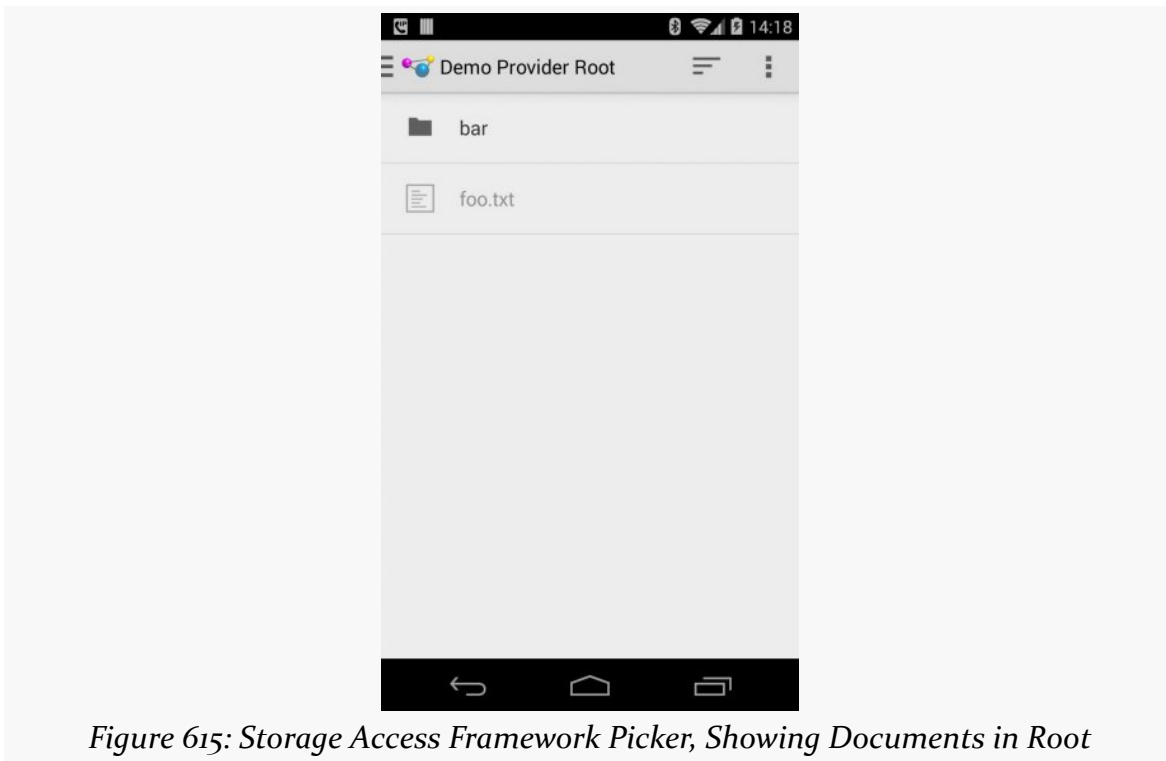 14:18
Demo Provider Root
bar
foo.txt
Figure 615: Storage Access Framework Picker, Showing Documents in Root